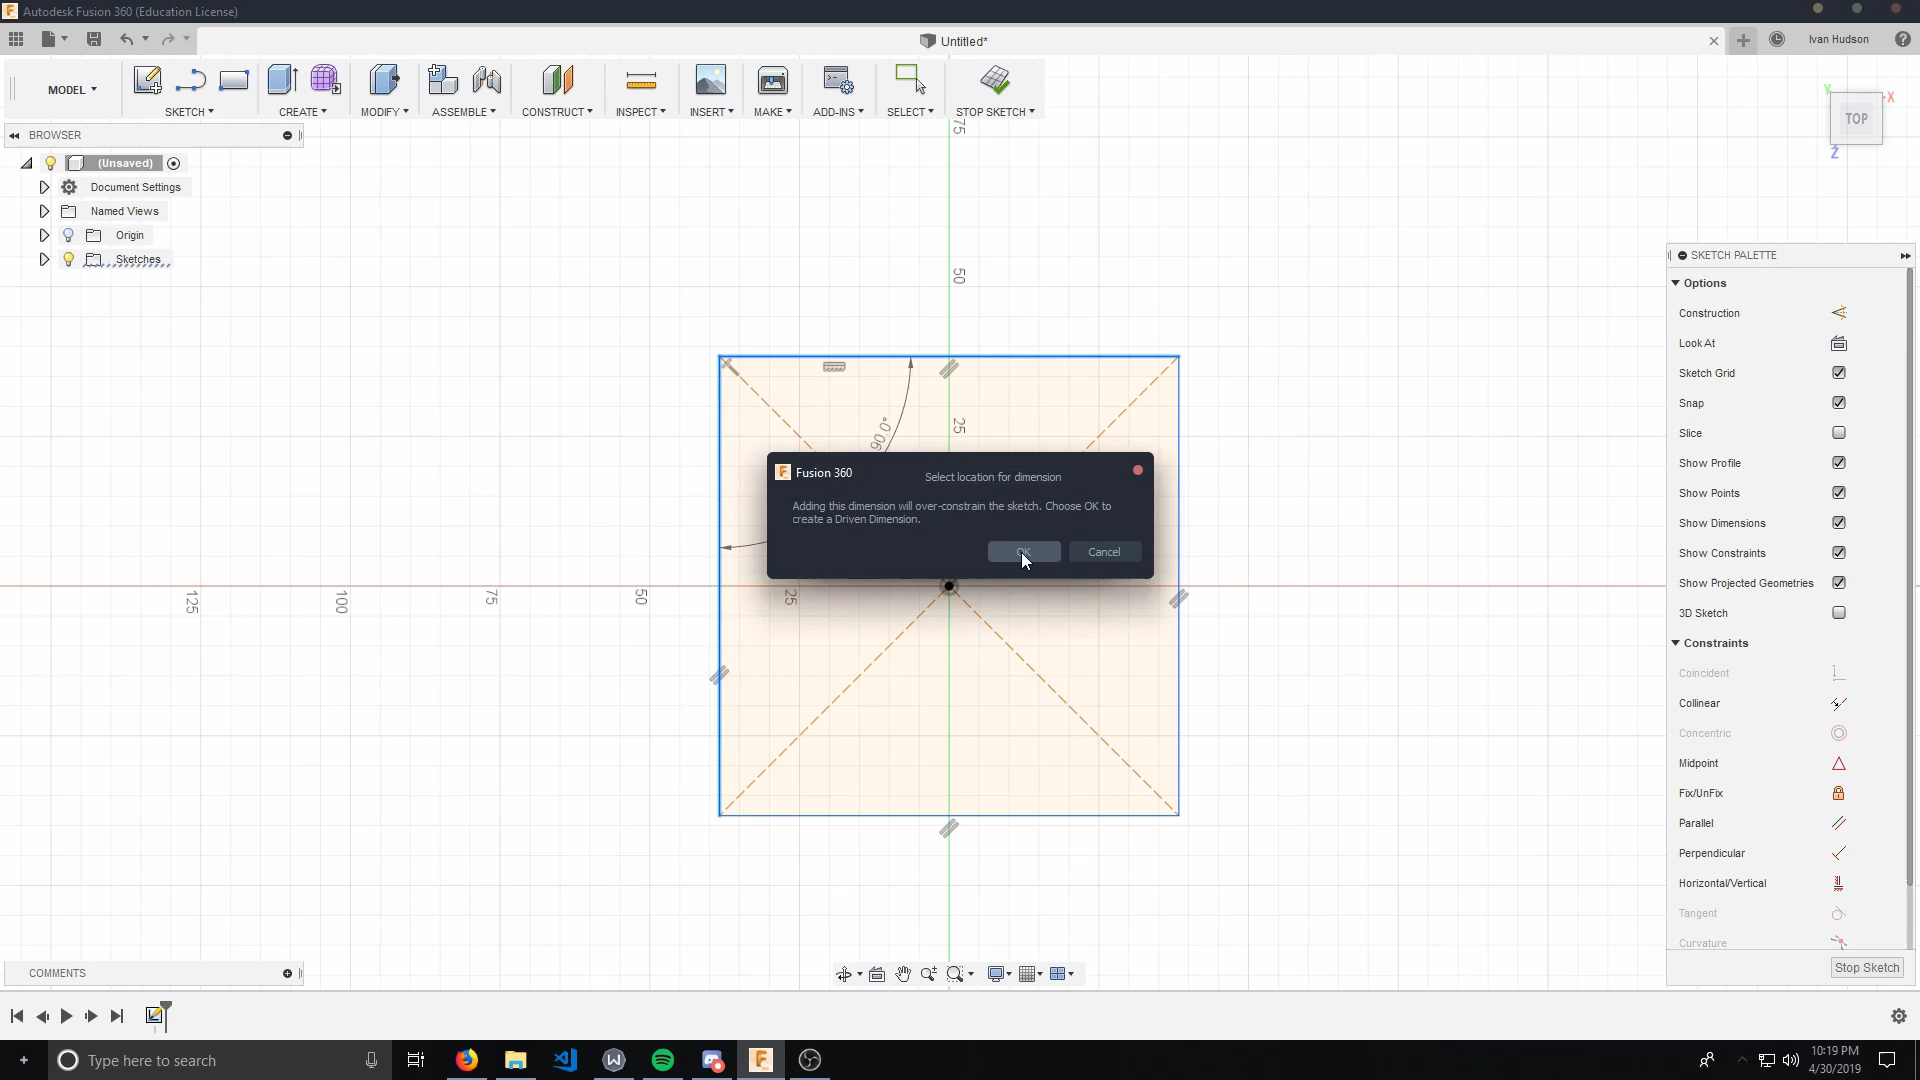 Autodesk Fusion 360 (Education License)
Untitled*
Ivan Hudson
MODEL
SKETCH
CREATE
MODIFY
ASSEMBLE
CONSTRUCT
INSPECT
INSERT
MAKE
ADD-INS
SELECT
STOP SKETCH
BROWSER
(Unsaved)
Document Settings
Named Views
Origin
Sketches
Y
X
TOP
Z
75
50
25
90.0°
125
100
75
50
25
Fusion 360
Select location for dimension
Adding this dimension will over-constrain the sketch. Choose OK to
create a Driven Dimension.
OK
Cancel
SKETCH PALETTE
Options
Construction
Look At
Sketch Grid
Snap
Slice
Show Profile
Show Points
Show Dimensions
Show Constraints
Show Projected Geometries
3D Sketch
Constraints
Coincident
Collinear
Concentric
Midpoint
Fix/UnFix
Parallel
Perpendicular
Horizontal/Vertical
Tangent
Curvature
Stop Sketch
COMMENTS
Type here to search
10:19 PM
4/30/2019